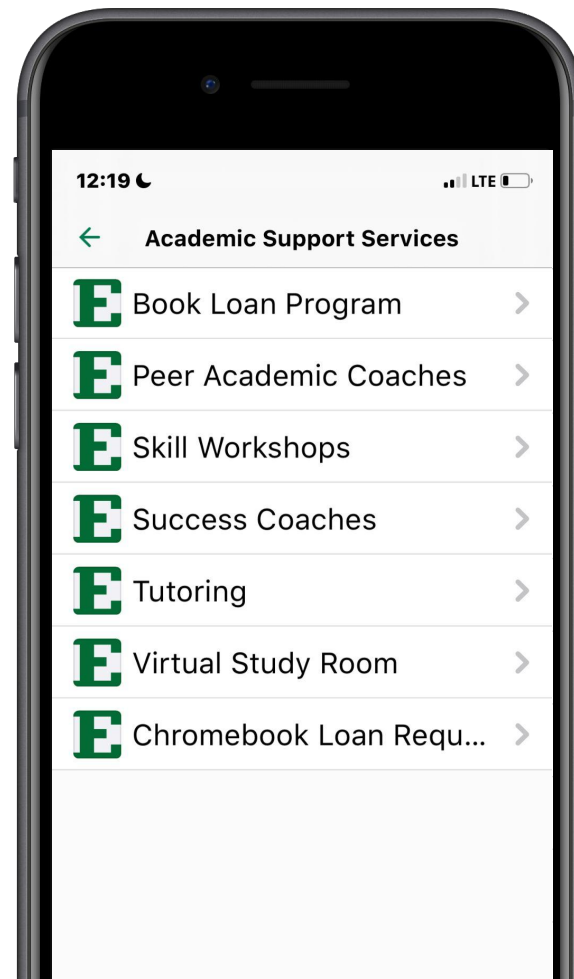 12:19
LTE
Academic Support Services
E Book Loan Program
E Peer Academic Coaches
E Skill Workshops
E Success Coaches
E Tutoring
E Virtual Study Room
E Chromebook Loan Requ...